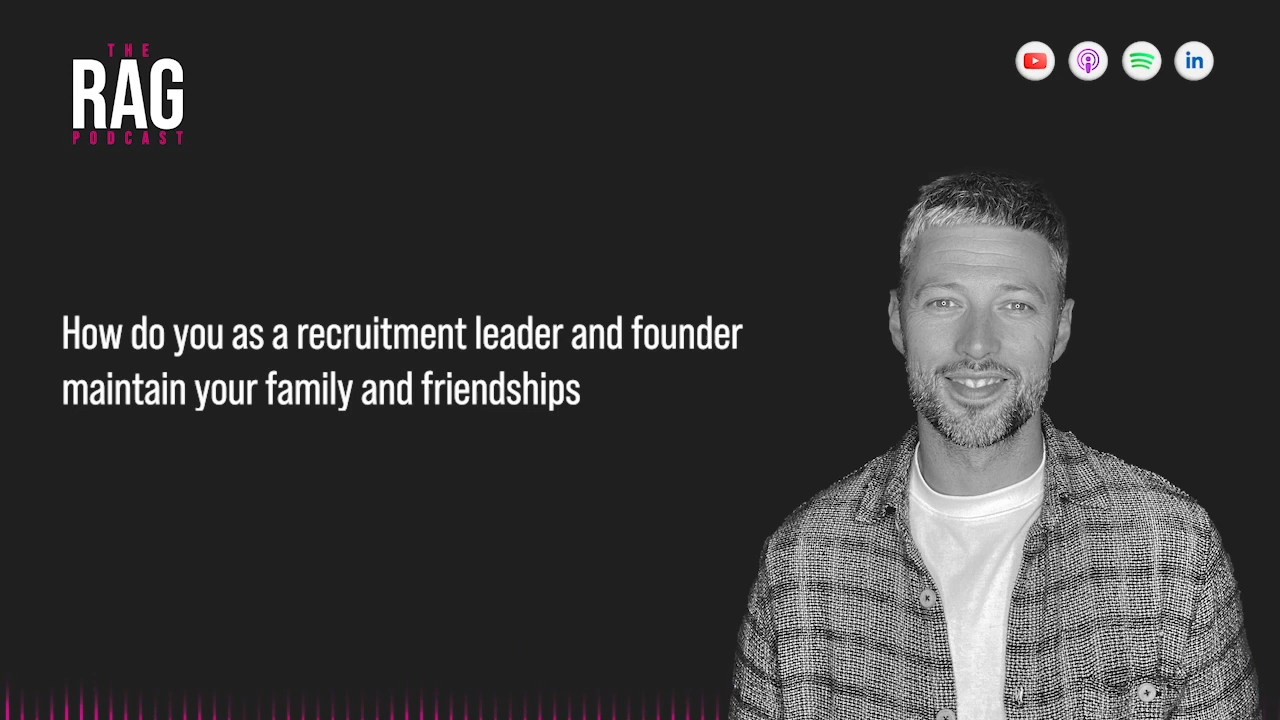 THE
RAG
PODCAST
in
How do you as a recruitment leader and founder
maintain your family and friendships